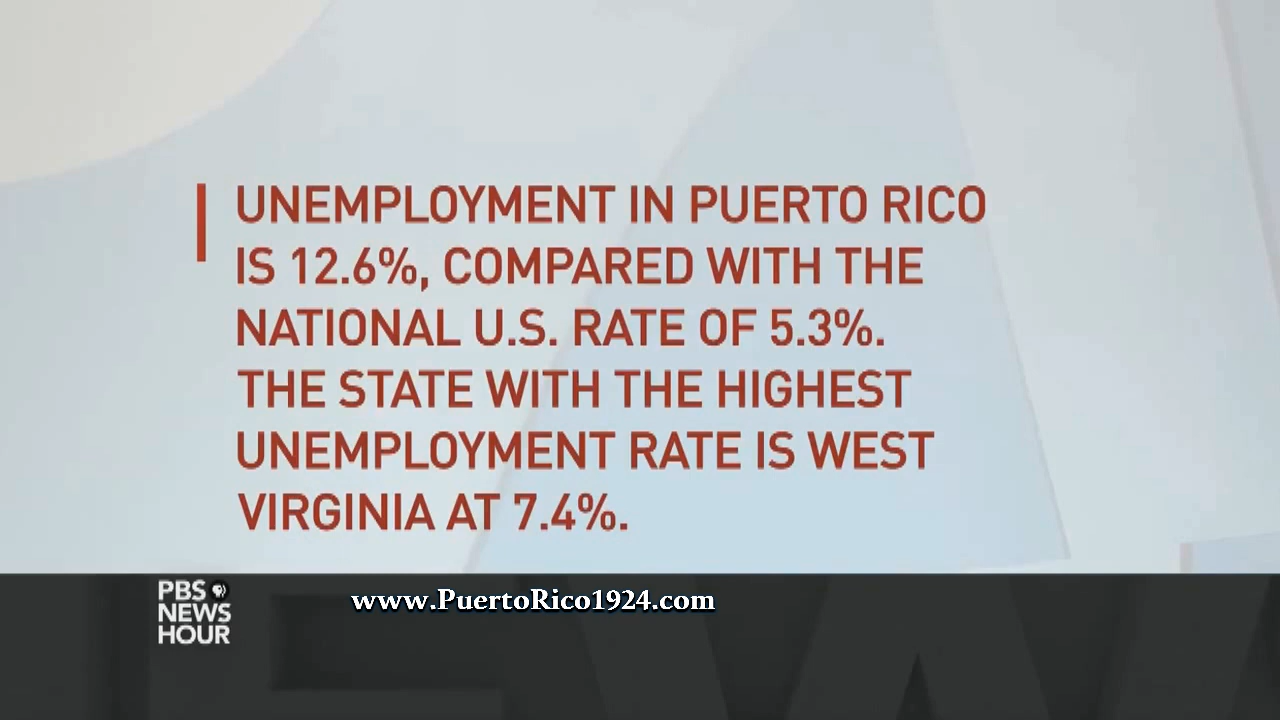 UNEMPLOYMENT IN PUERTO RICO
IS 12.6%, COMPARED WITH THE
NATIONAL U.S. RATE OF 5.3%.
THE STATE WITH THE HIGHEST
UNEMPLOYMENT RATE IS WEST
VIRGINIA AT 7.4%.
PBS
NEWS
HOUR
www.PuertoRico1924.com